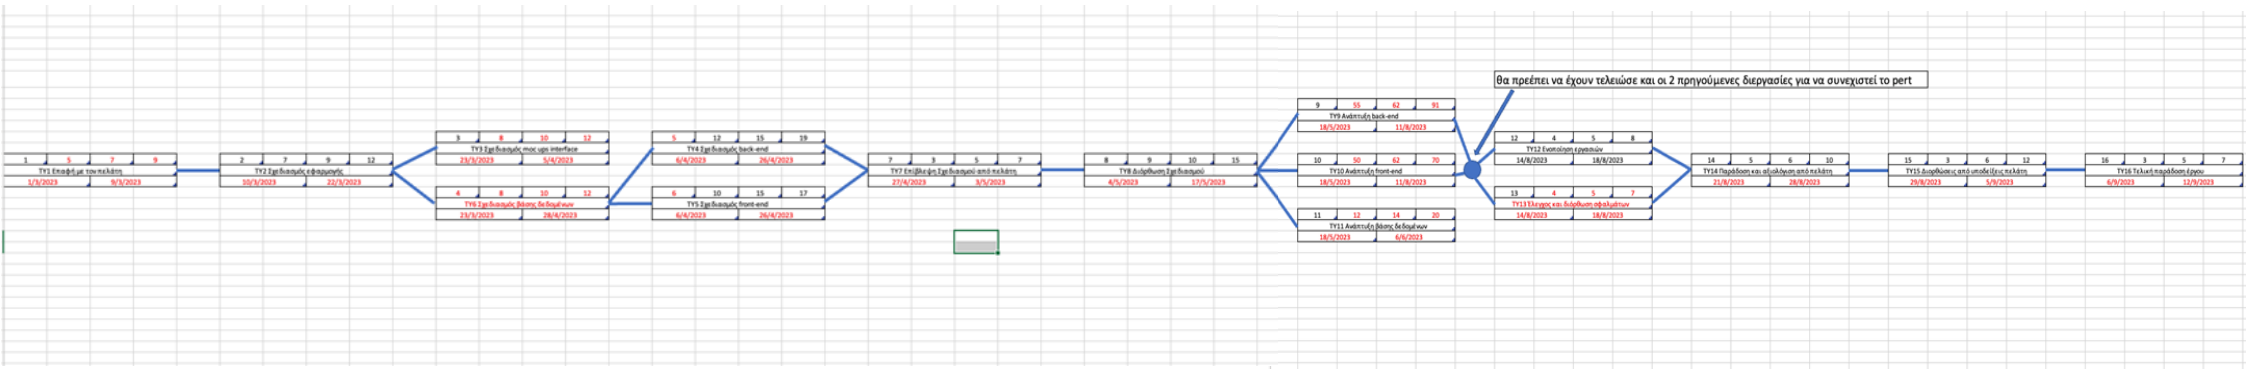 θα πρεέπει να έχουν τελειώσε και οι 2 πρηγούμενες διεργασίες για να συνεχιστεί το pert
1 5 7 9
ΤΥ1 Επαφή με τον πελάτη
1/3/2023 9/3/2023
2 7 9 12
ΤΥ2 Σχεδιασμός εφαρμογής
10/3/2023 22/3/2023
3 8 10 12
ΤΥ3 Σχεδιασμός moc ups interface
23/3/2023 5/4/2023
4 8 10 12
ΤΥ6 Σχεδιασμός βάσης δεδομένων
23/3/2023 28/4/2023
5 12 15 19
ΤΥ4 Σχεδιασμός back-end
6/4/2023 26/4/2023
6 10 15 17
ΤΥ5 Σχεδιασμός front-end
6/4/2023 26/4/2023
7 3 5 7
ΤΥ7 Επίβλεψη Σχεδιασμού από πελάτη
27/4/2023 3/5/2023
8 9 10 15
ΤΥ8 Διόρθωση Σχεδιασμού
4/5/2023 17/5/2023
9 55 62 91
ΤΥ9 Ανάπτυξη back-end
18/5/2023 11/8/2023
10 50 62 70
ΤΥ10 Ανάπτυξη front-end
18/5/2023 11/8/2023
11 12 14 20
ΤΥ11 Ανάπτυξη βάσης δεδομένων
18/5/2023 6/6/2023
12 4 5 8
ΤΥ12 Ενοποίηση εργασιών
14/8/2023 18/8/2023
13 4 5 7
ΤΥ13 Έλεγχος και διόρθωση σφαλμάτων
14/8/2023 18/8/2023
14 5 6 10
ΤΥ14 Παράδοση και αξιολόγιση από πελάτη
21/8/2023 28/8/2023
15 3 6 12
ΤΥ15 Διορθώσεις από υποδείξεις πελάτη
29/8/2023 5/9/2023
16 3 5 7
ΤΥ16 Τελική παράδοση έργου
6/9/2023 12/9/2023